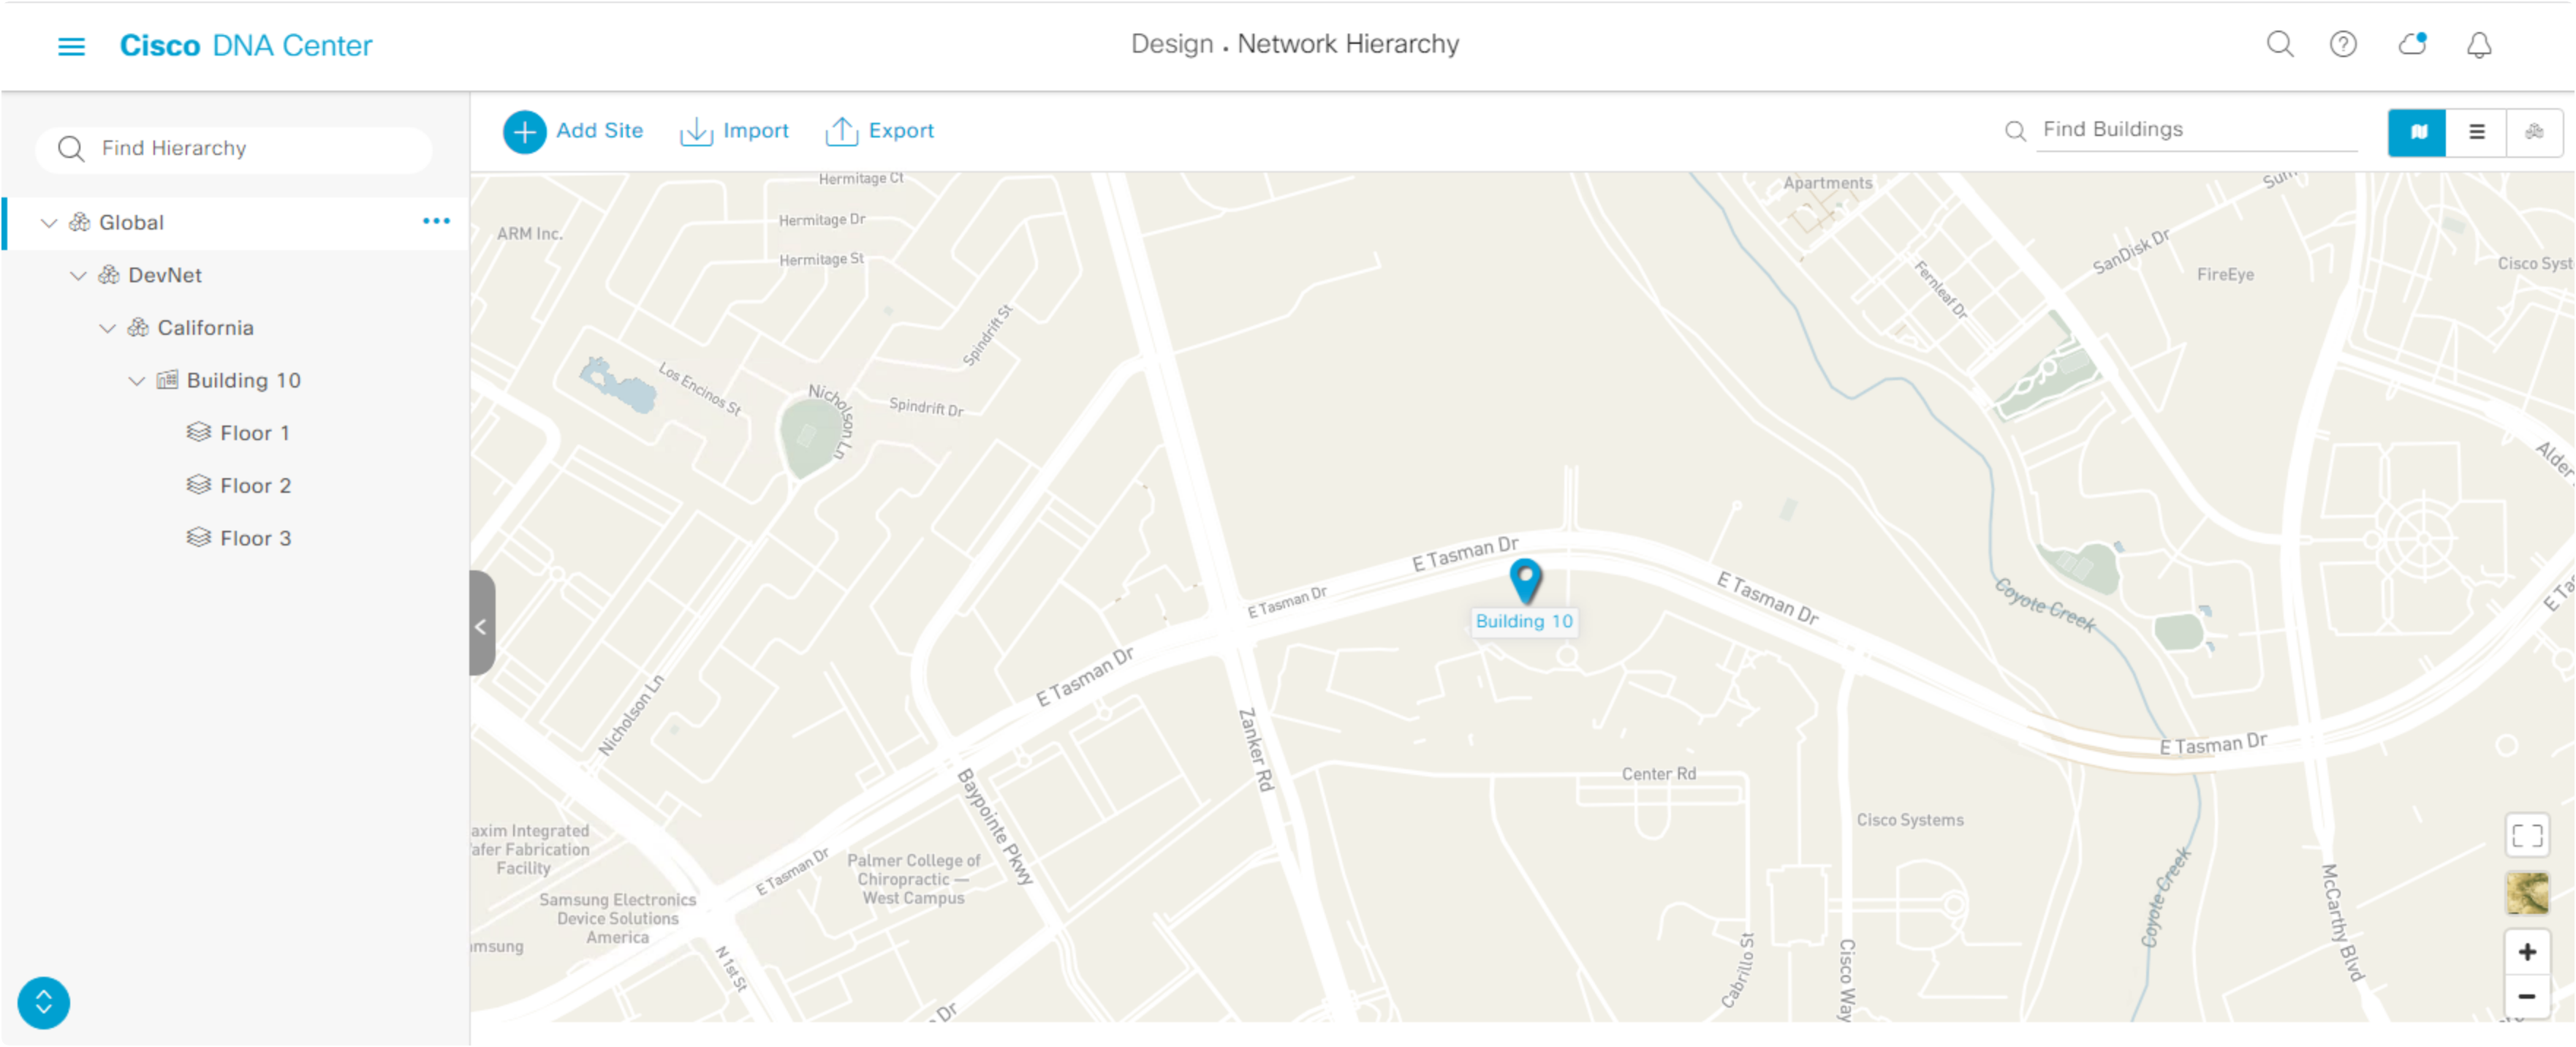 Cisco DNA Center
Design . Network Hierarchy
Find Hierarchy
Global
DevNet
California
Building 10
Floor 1
Floor 2
Floor 3
Add Site
Import
Export
Find Buildings
Hermitage Ct
Hermitage Dr
Hermitage St
ARM Inc.
Spindrift St
Los Encinos St
Nicholson Ln
Spindrift Dr
Apartments
SanDisk Dr
FireEye
Cisco Syst
Fernleaf Dr
Alder
E Tasman Dr
E Tasman Dr
E Tasman Dr
Building 10
Coyote Creek
E Ta
E Tasman Dr
Nicholson Ln
Zanker Rd
E Tasman Dr
Baypointe Pkwy
Center Rd
Cisco Systems
axim Integrated
afer Fabrication
Facility
E Tasman Dr
Palmer College of
Chiropractic —
West Campus
Samsung Electronics
Device Solutions
America
msung
N 1st St
Dr
Cabrillo St
Cisco Way
Coyote Creek
McCarthy Blvd